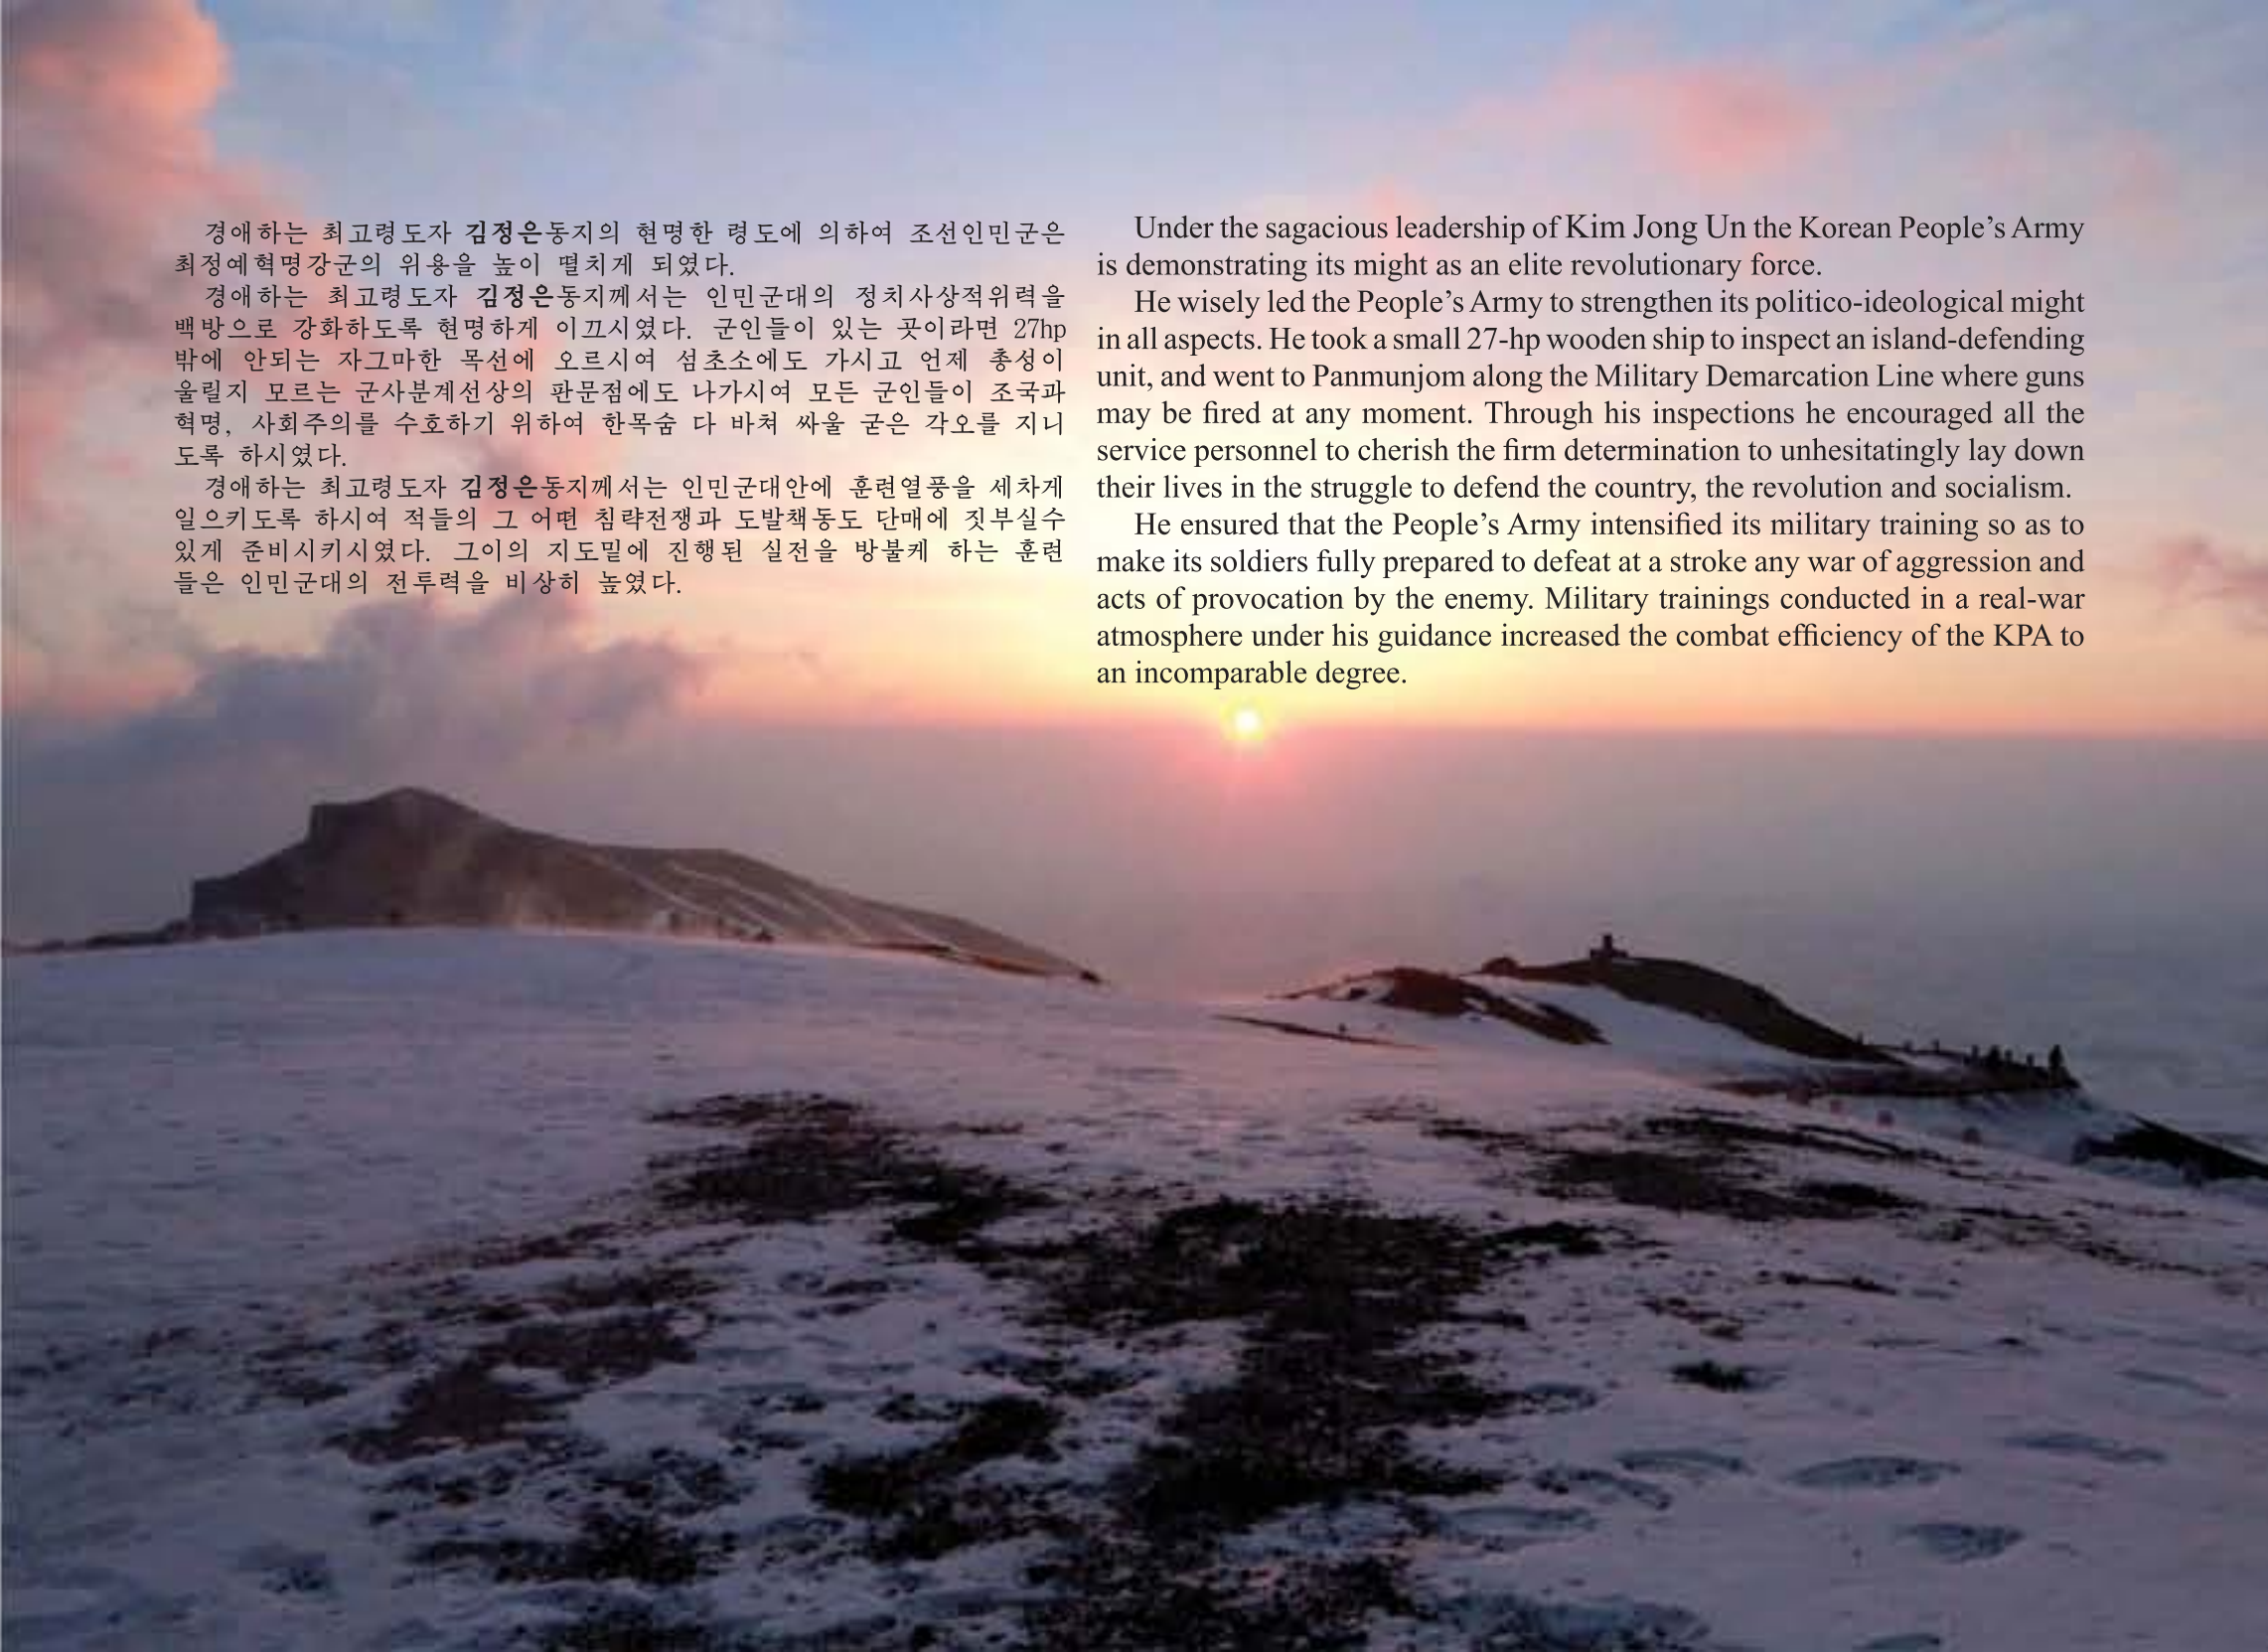 경애하는 최고령도자 김정은동지의 현명한 령도에 의하여 조선인민군은
최정예혁명강군의 위용을 높이 떨치게 되였다.
경애하는 최고령도자 김정은동지께서는 인민군대의 정치사상적위력을
백방으로 강화하도록 현명하게 이끄시였다. 군인들이 있는 곳이라면 27hp
밖에 안되는 자그마한 목선에 오르시여 섬초소에도 가시고 언제 총성이
울릴지 모르는 군사분계선상의 판문점에도 나가시여 모든 군인들이 조국과
혁명, 사회주의를 수호하기 위하여 한목숨 다 바쳐 싸울 굳은 각오를 지니
도록 하시였다.
경애하는 최고령도자 김정은동지께서는 인민군대안에 훈련열풍을 세차게
일으키도록 하시여 적들의 그 어떤 침략전쟁과 도발책동도 단매에 짓부실수
있게 준비시키시였다. 그이의 지도밑에 진행된 실전을 방불케 하는 훈련
들은 인민군대의 전투력을 비상히 높였다.
Under the sagacious leadership of Kim Jong Un the Korean People’s Army
is demonstrating its might as an elite revolutionary force.
He wisely led the People’s Army to strengthen its politico-ideological might
in all aspects. He took a small 27-hp wooden ship to inspect an island-defending
unit, and went to Panmunjom along the Military Demarcation Line where guns
may be fired at any moment. Through his inspections he encouraged all the
service personnel to cherish the firm determination to unhesitatingly lay down
their lives in the struggle to defend the country, the revolution and socialism.
He ensured that the People’s Army intensified its military training so as to
make its soldiers fully prepared to defeat at a stroke any war of aggression and
acts of provocation by the enemy. Military trainings conducted in a real-war
atmosphere under his guidance increased the combat efficiency of the KPA to
an incomparable degree.